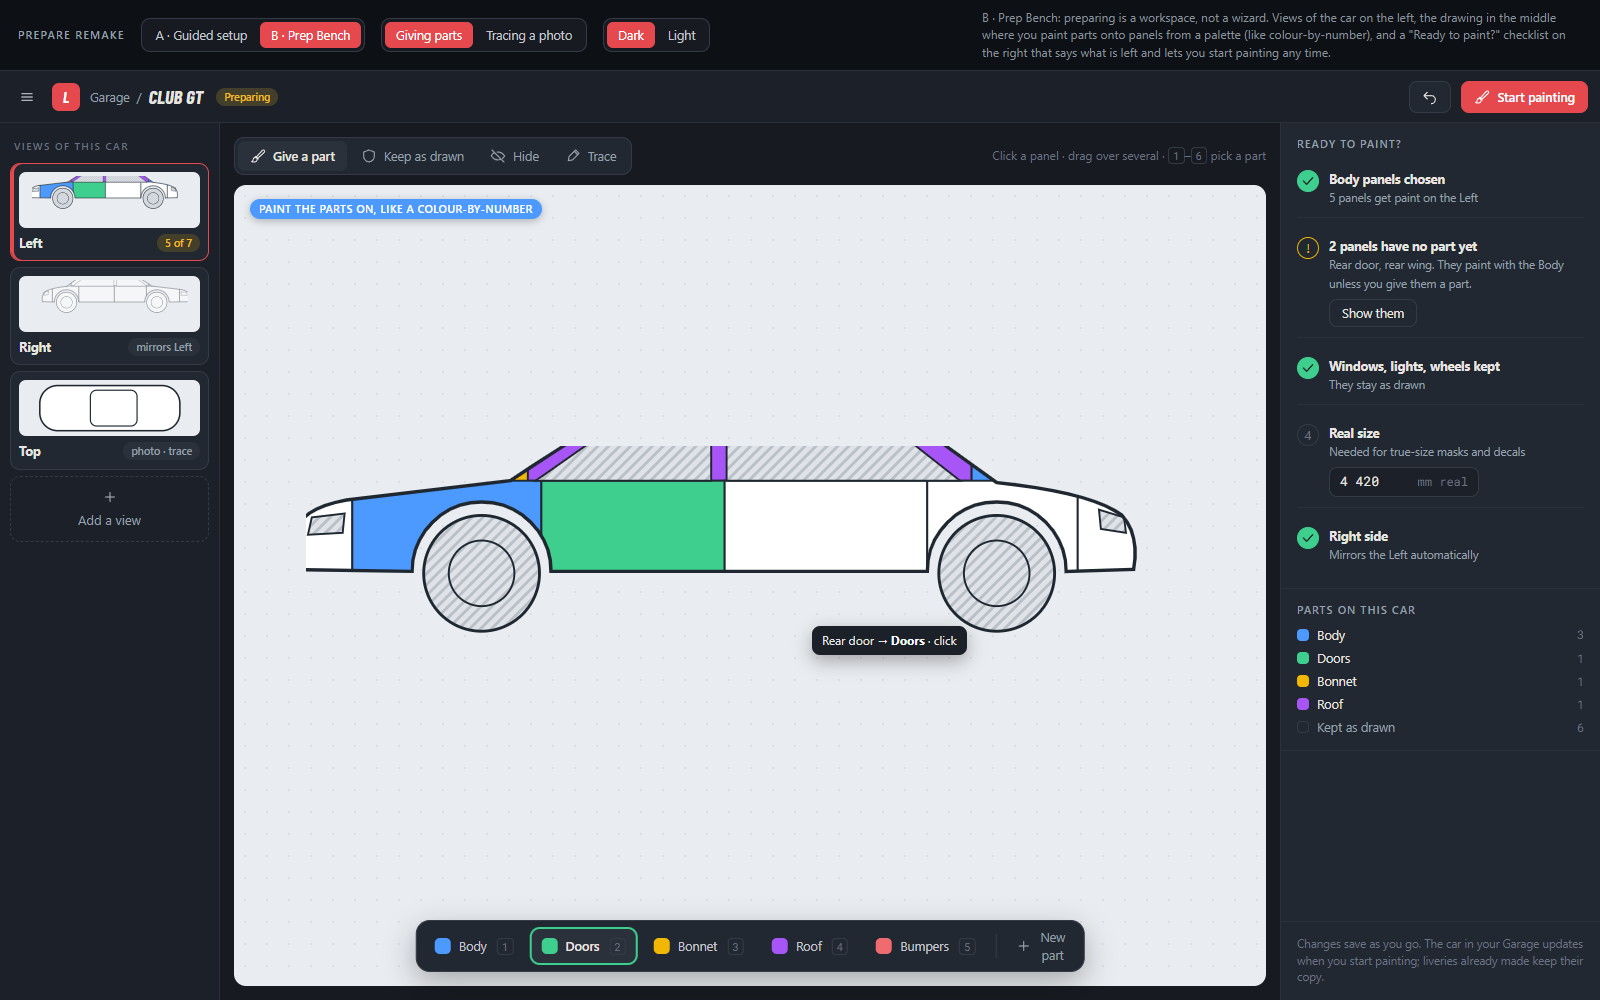 PREPARE REMAKE
A · Guided setup
B · Prep Bench
Giving parts
Tracing a photo
Dark
Light
B · Prep Bench: preparing is a workspace, not a wizard. Views of the car on the left, the drawing in the middle
where you paint parts onto panels from a palette (like colour-by-number), and a "Ready to paint?" checklist on
the right that says what is left and lets you start painting any time.
L
Garage / CLUB GT
Preparing
Start painting
VIEWS OF THIS CAR
Left
5 of 7
Right
mirrors Left
Top
photo · trace
+
Add a view
Give a part
Keep as drawn
Hide
Trace
Click a panel · drag over several · 1–6 pick a part
PAINT THE PARTS ON, LIKE A COLOUR-BY-NUMBER
Rear door → Doors · click
Body 1
Doors 2
Bonnet 3
Roof 4
Bumpers 5
+ New
part
READY TO PAINT?
Body panels chosen
5 panels get paint on the Left
!
2 panels have no part yet
Rear door, rear wing. They paint with the Body
unless you give them a part.
Show them
Windows, lights, wheels kept
They stay as drawn
4
Real size
Needed for true-size masks and decals
4 420 mm real
Right side
Mirrors the Left automatically
PARTS ON THIS CAR
Body 3
Doors 1
Bonnet 1
Roof 1
Kept as drawn 6
Changes save as you go. The car in your Garage updates
when you start painting; liveries already made keep their
copy.